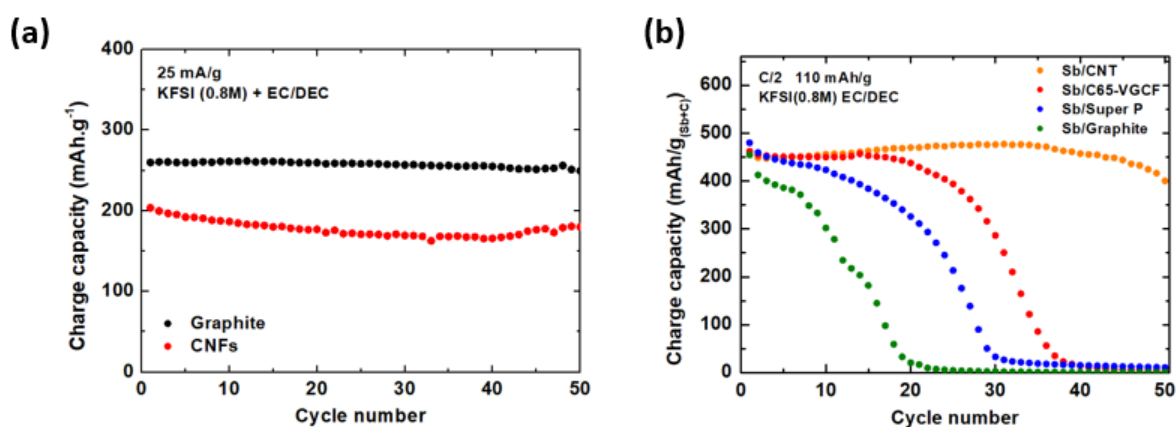 (a)
400
300
200
100
0
0 10 20 30 40 50
Charge capacity (mAh.g⁻¹)
Cycle number
25 mA/g
KFSI (0.8M) + EC/DEC
Graphite
CNFs
(b)
600
500
400
300
200
100
0
0 10 20 30 40 50
Charge capacity (mAh/g(Sb+C))
Cycle number
C/2 110 mAh/g
KFSI(0.8M) EC/DEC
Sb/CNT
Sb/C65-VGCF
Sb/Super P
Sb/Graphite